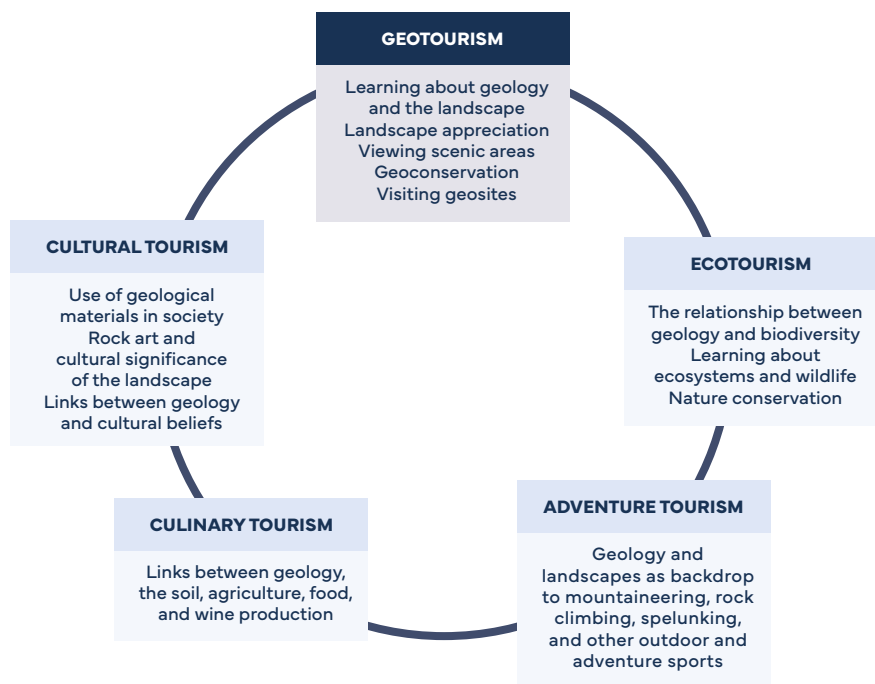 GEOTOURISM
Learning about geology
and the landscape
Landscape appreciation
Viewing scenic areas
Geoconservation
Visiting geosites
CULTURAL TOURISM
Use of geological
materials in society
Rock art and
cultural significance
of the landscape
Links between geology
and cultural beliefs
ECOTOURISM
The relationship between
geology and biodiversity
Learning about
ecosystems and wildlife
Nature conservation
CULINARY TOURISM
Links between geology,
the soil, agriculture, food,
and wine production
ADVENTURE TOURISM
Geology and
landscapes as backdrop
to mountaineering, rock
climbing, spelunking,
and other outdoor and
adventure sports